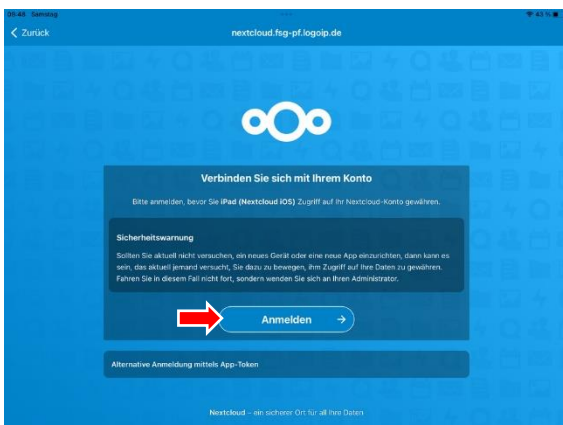 09:48 Samstag
43 %
Zurück
nextcloud.fsg-pf.logoip.de
Verbinden Sie sich mit Ihrem Konto
Bitte anmelden, bevor Sie iPad (Nextcloud iOS) Zugriff auf Ihr Nextcloud-Konto gewähren.
Sicherheitswarnung
Sollten Sie aktuell nicht versuchen, ein neues Gerät oder eine neue App einzurichten, dann kann es
sein, das aktuell jemand versucht, Sie dazu zu bewegen, ihm Zugriff auf Ihre Daten zu gewähren.
Fahren Sie in diesem Fall nicht fort, sondern wenden Sie sich an Ihren Administrator.
Anmelden
Alternative Anmeldung mittels App-Token
Nextcloud – ein sicherer Ort für all Ihre Daten